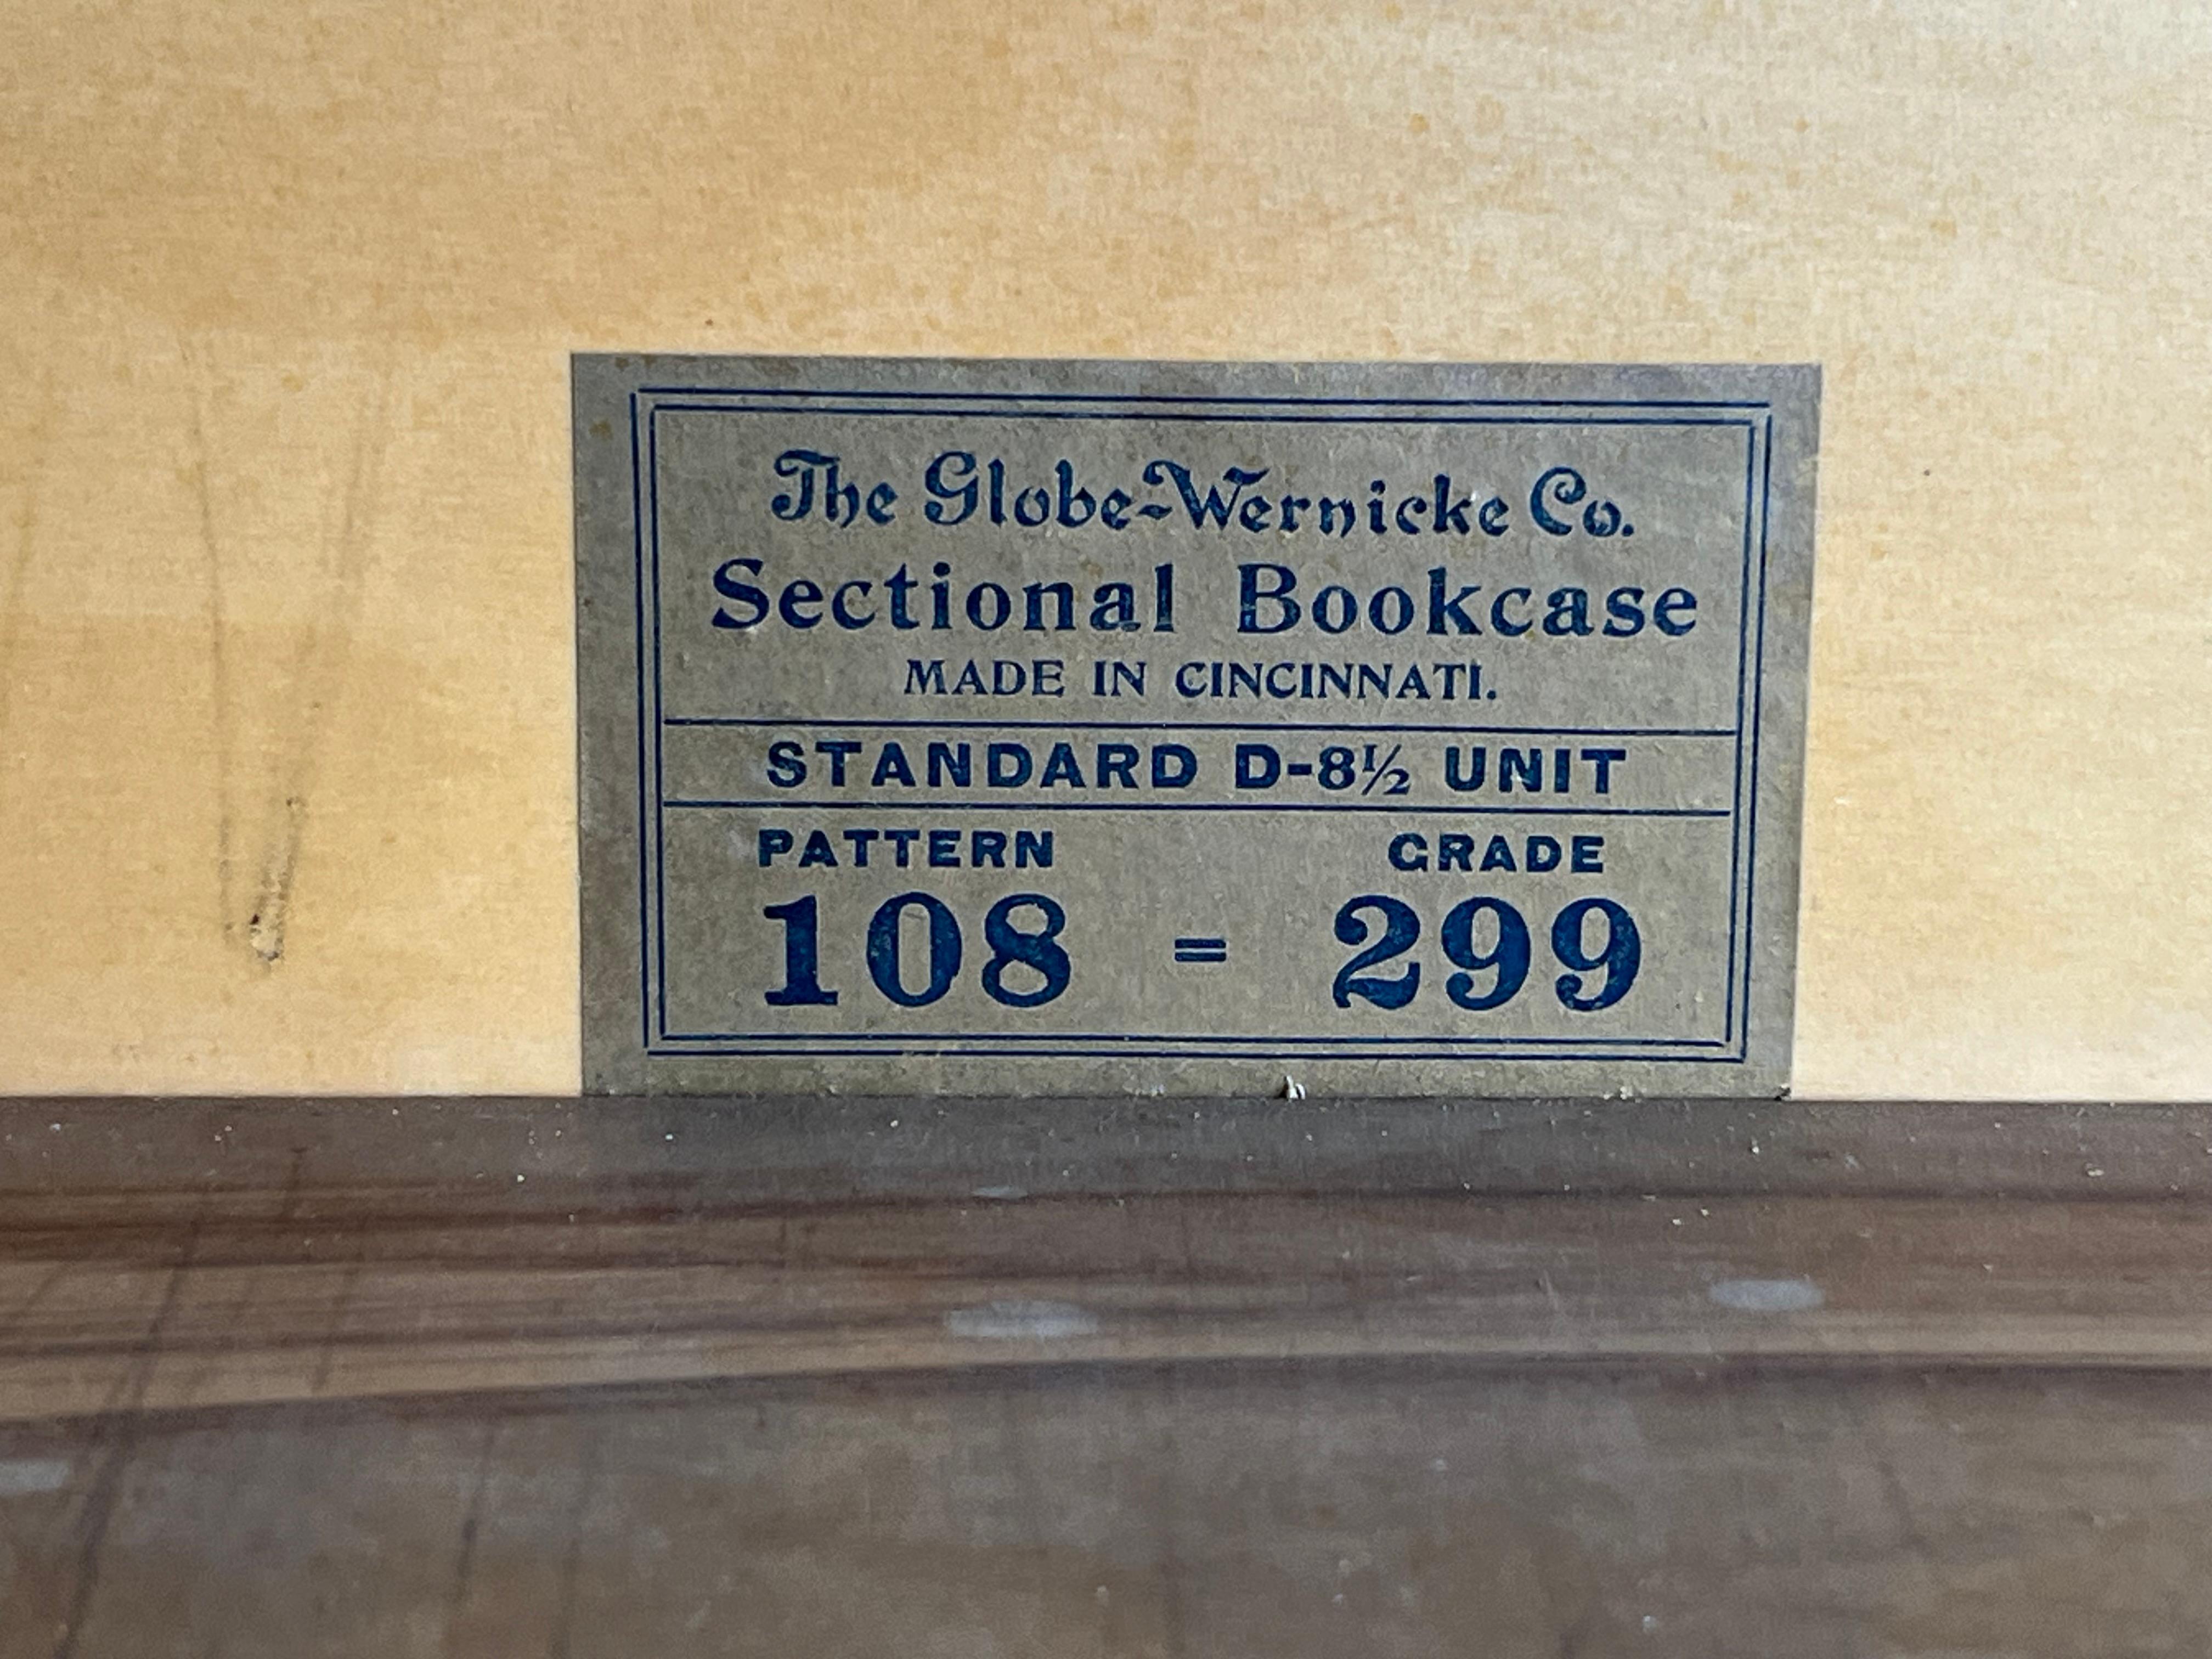 The Globe-Wernicke Co.
Sectional Bookcase
MADE IN CINCINNATI.
STANDARD D-8½ UNIT
PATTERN GRADE
108 = 299